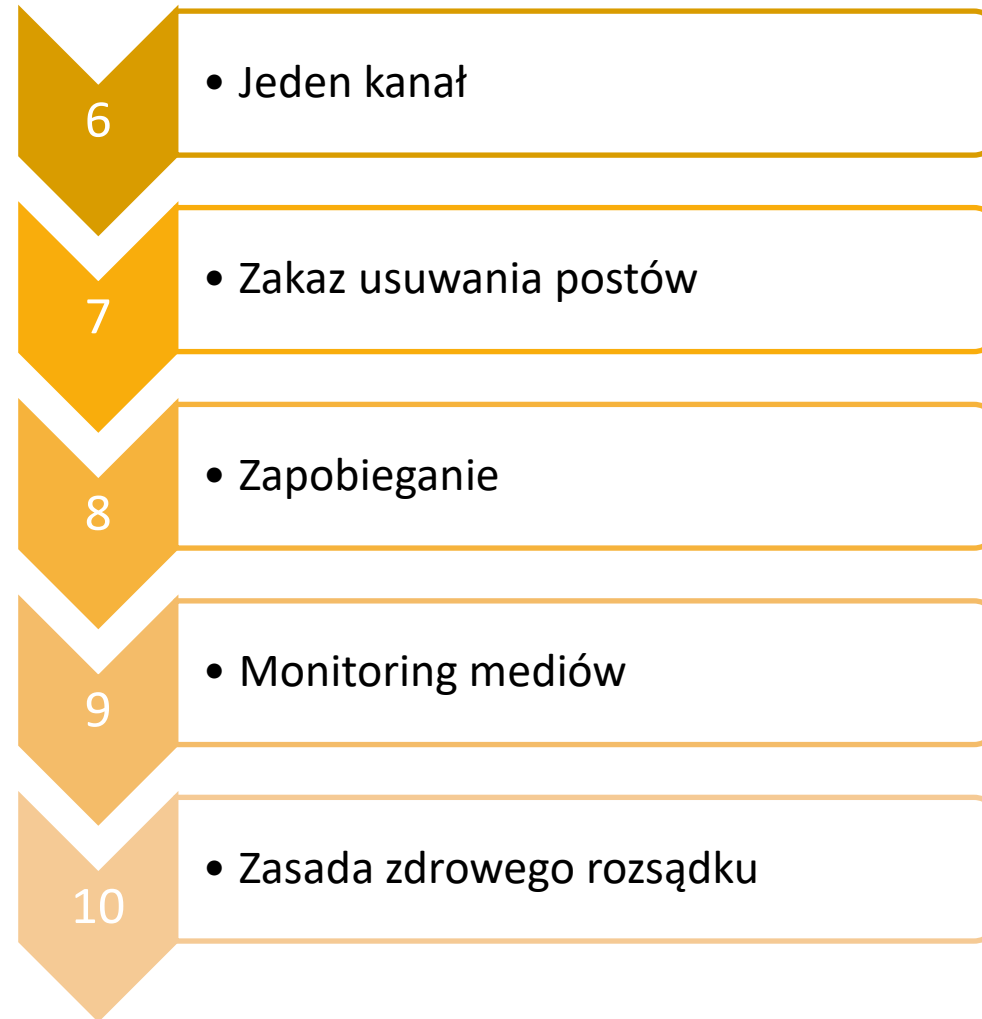 6
• Jeden kanał
7
• Zakaz usuwania postów
8
• Zapobieganie
9
• Monitoring mediów
10
• Zasada zdrowego rozsądku